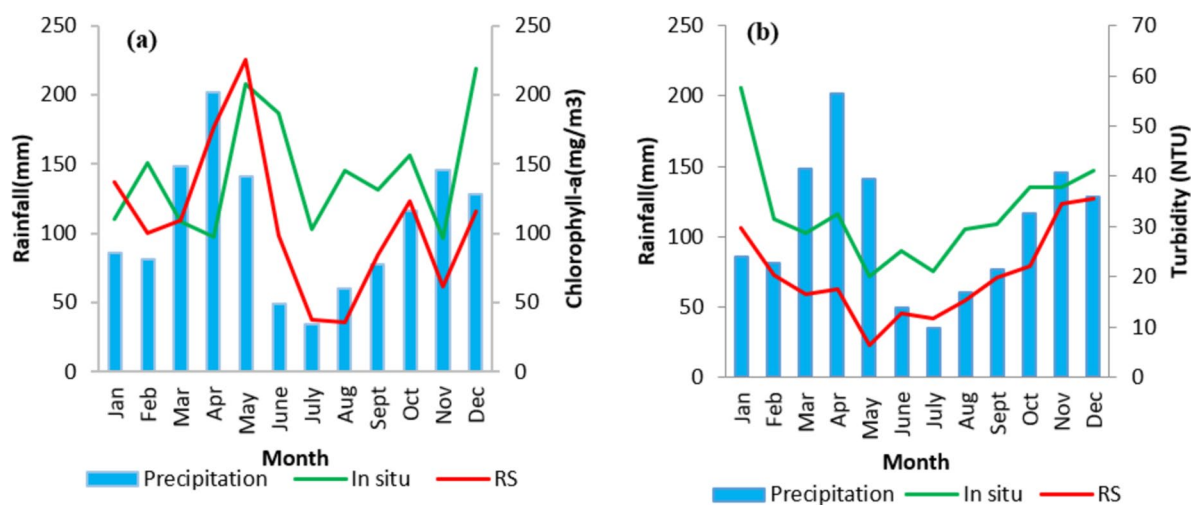 (a)
Rainfall(mm)
250
200
150
100
50
0
250
200
150
100
50
0
Chlorophyll-a(mg/m3)
Jan Feb Mar Apr May June July Aug Sept Oct Nov Dec
Month
Precipitation In situ RS
(b)
Rainfall(mm)
250
200
150
100
50
0
70
60
50
40
30
20
10
0
Turbidity (NTU)
Jan Feb Mar Apr May June July Aug Sept Oct Nov Dec
Month
Precipitation In situ RS